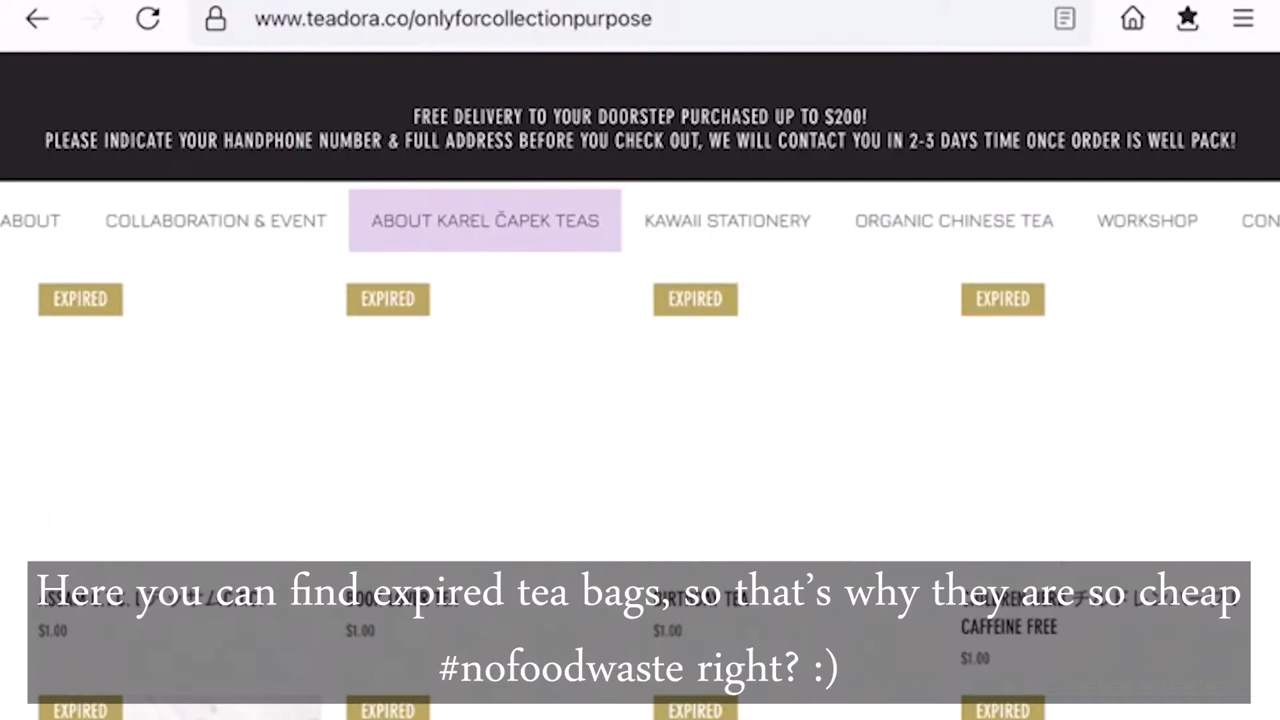 www.teadora.co/onlyforcollectionpurpose
FREE DELIVERY TO YOUR DOORSTEP PURCHASED UP TO $200!
PLEASE INDICATE YOUR HANDPHONE NUMBER & FULL ADDRESS BEFORE YOU CHECK OUT, WE WILL CONTACT YOU IN 2-3 DAYS TIME ONCE ORDER IS WELL PACK!
ABOUT COLLABORATION & EVENT ABOUT KAREL ČAPEK TEAS KAWAII STATIONERY ORGANIC CHINESE TEA WORKSHOP CON
EXPIRED EXPIRED EXPIRED EXPIRED
Here you can find expired tea bags, so that's why they are so cheap
$1.00 $1.00 $1.00 CAFFEINE FREE
$1.00
#nofoodwaste right? :)
EXPIRED EXPIRED EXPIRED EXPIRED